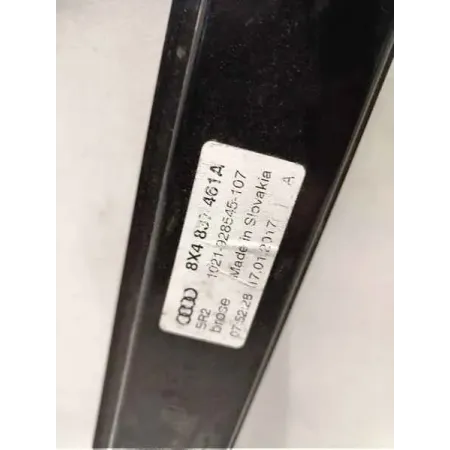 8X4 837 461A
SR2 1021-928545-107
brose Made in Slovakia
07:52:28 17.01.2017 A